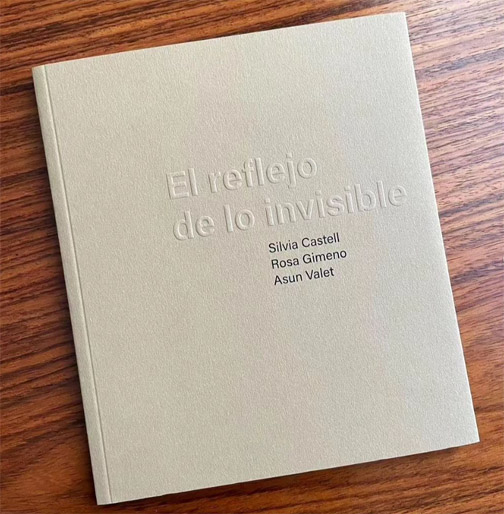 El reflejo
de lo invisible
Silvia Castell
Rosa Gimeno
Asun Valet